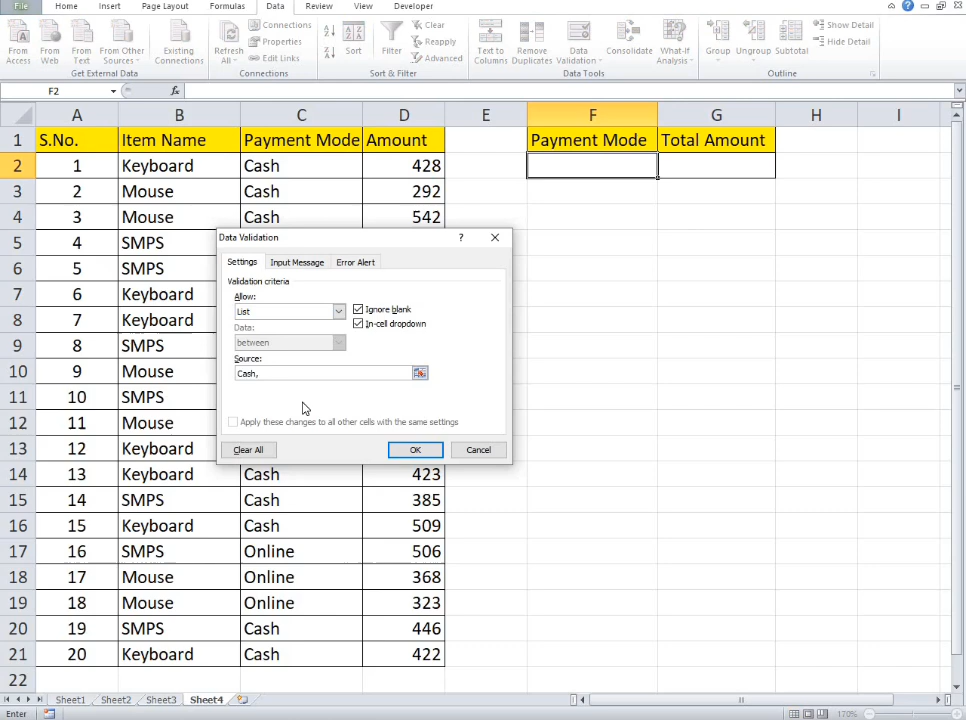 File Home Insert Page Layout Formulas Data Review View Developer
From Access From Web From Text From Other Sources Existing Connections Refresh All Connections Properties Edit Links Sort Filter Clear Reapply Advanced Text to Columns Remove Duplicates Data Validation Consolidate What-If Analysis Group Ungroup Subtotal Show Detail Hide Detail
Get External Data Connections Sort & Filter Data Tools Outline
F2 fx
A B C D E F G H I
1 S.No. Item Name Payment Mode Amount Payment Mode Total Amount
2 1 Keyboard Cash 428
3 2 Mouse Cash 292
4 3 Mouse Cash 542
5 4 SMPS
6 5 SMPS
7 6 Keyboard
8 7 Keyboard
9 8 SMPS
10 9 Mouse
11 10 SMPS
12 11 Mouse
13 12 Keyboard
14 13 Keyboard Cash 423
15 14 SMPS Cash 385
16 15 Keyboard Cash 509
17 16 SMPS Online 506
18 17 Mouse Online 368
19 18 Mouse Online 323
20 19 SMPS Cash 446
21 20 Keyboard Cash 422
22
Data Validation ?
Settings Input Message Error Alert
Validation criteria
Allow:
List Ignore blank
Data: In-cell dropdown
between
Source:
Cash,
Apply these changes to all other cells with the same settings
Clear All OK Cancel
Sheet1 Sheet2 Sheet3 Sheet4
Enter 170%